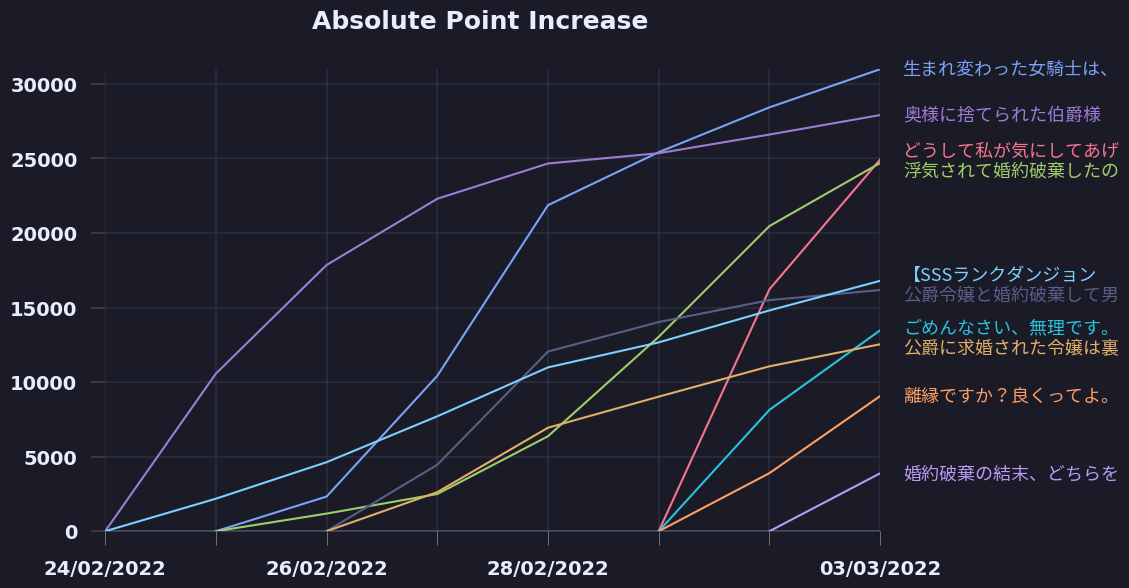 Absolute Point Increase
30000
25000
20000
15000
10000
5000
0
24/02/2022
26/02/2022
28/02/2022
03/03/2022
生まれ変わった女騎士は、
奥様に捨てられた伯爵様
どうして私が気にしてあげ
浮気されて婚約破棄したの
【SSSランクダンジョン
公爵令嬢と婚約破棄して男
ごめんなさい、無理です。
公爵に求婚された令嬢は裏
離縁ですか？良くってよ。
婚約破棄の結末、どちらを